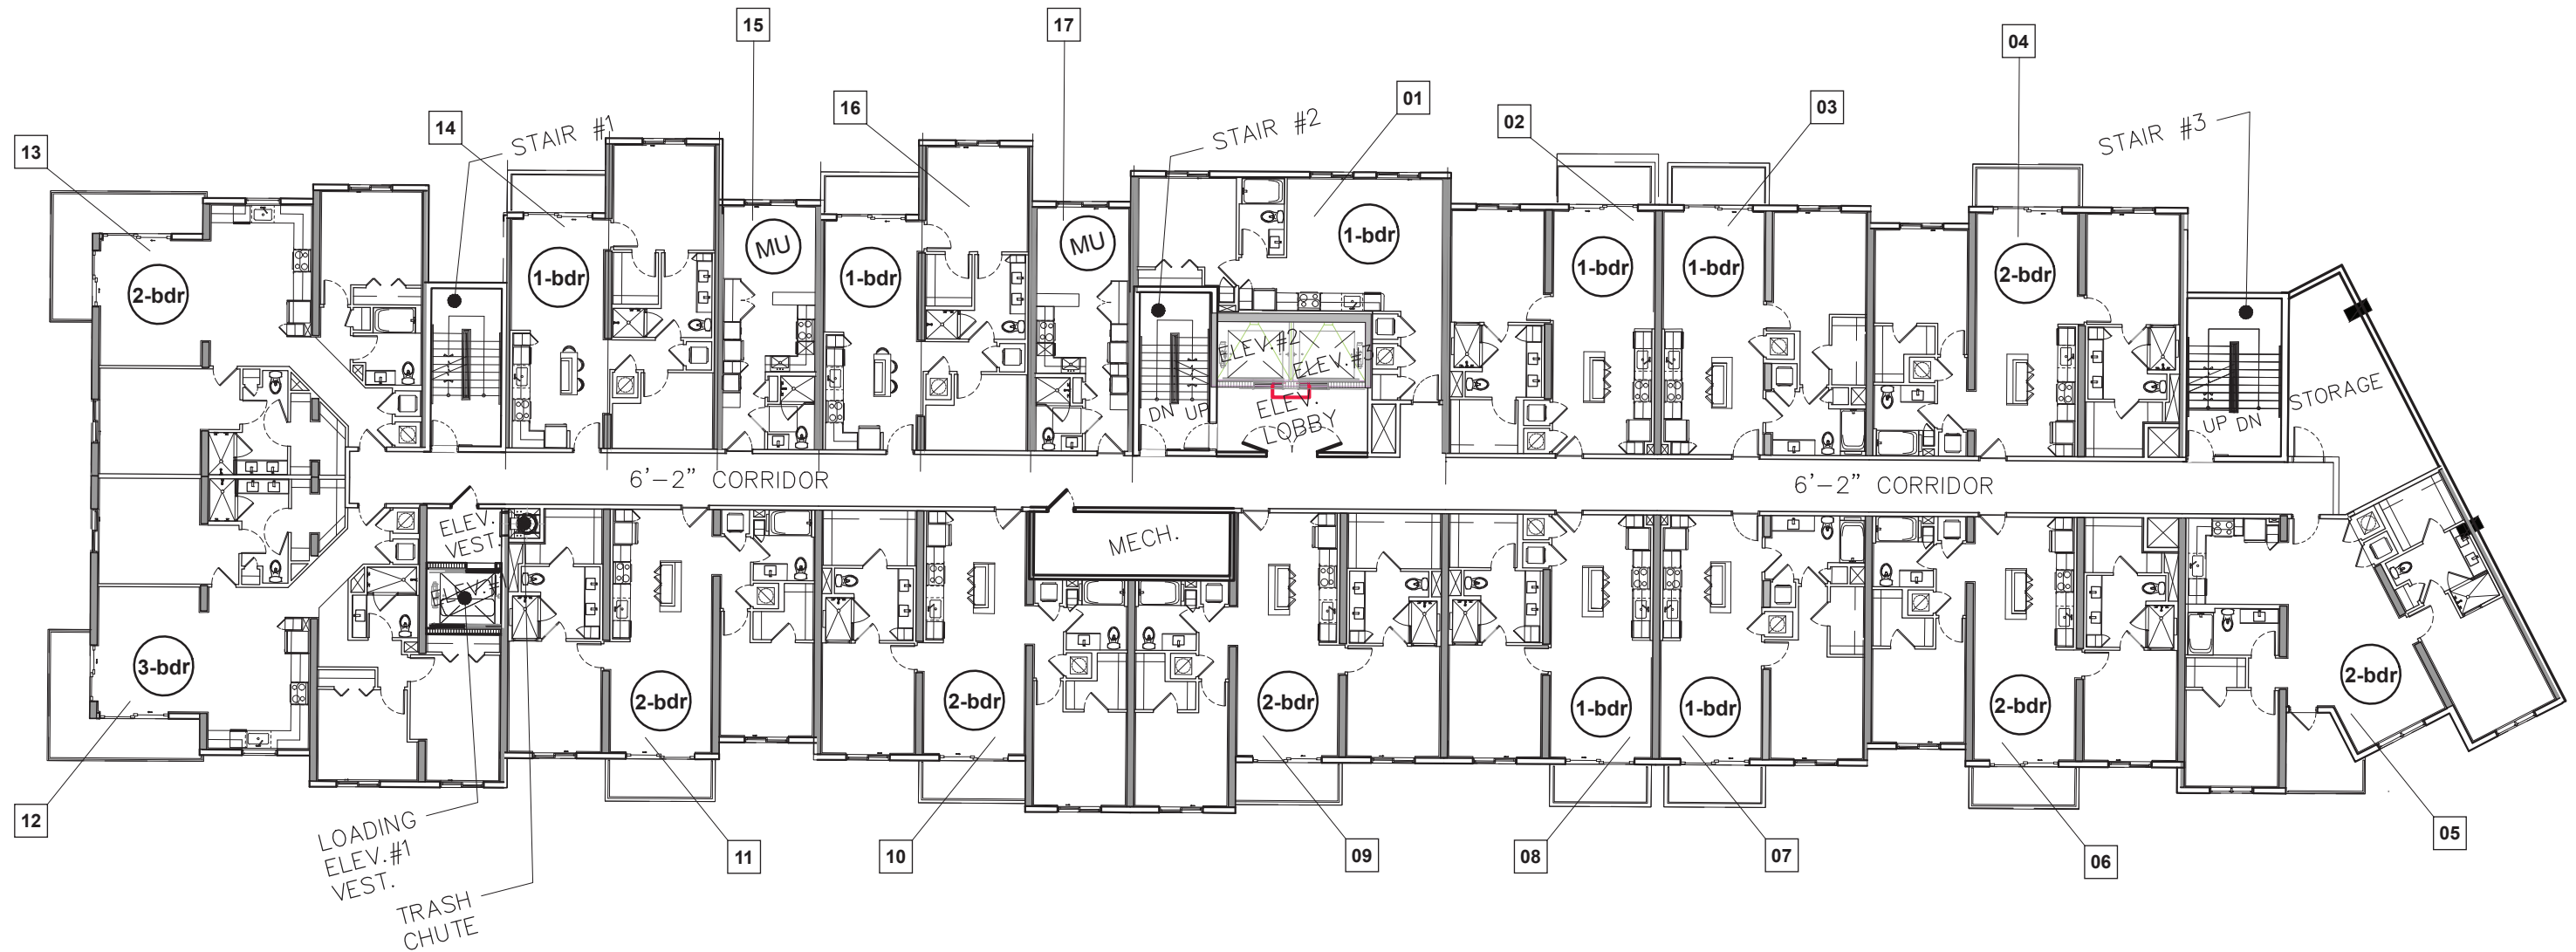 15
17
04
16
01
03
02
14
STAIR #1
STAIR #2
STAIR #3
13
MU
MU
1-bdr
2-bdr
1-bdr
1-bdr
1-bdr
1-bdr
2-bdr
ELEV.#2
ELEV.#3
STORAGE
DN UP
ELEV.
LOBBY
UP DN
6'-2" CORRIDOR
6'-2" CORRIDOR
ELEV.
VEST.
MECH.
3-bdr
2-bdr
2-bdr
2-bdr
1-bdr
1-bdr
2-bdr
2-bdr
12
LOADING
ELEV.#1
VEST.
11
10
09
08
07
06
05
TRASH
CHUTE